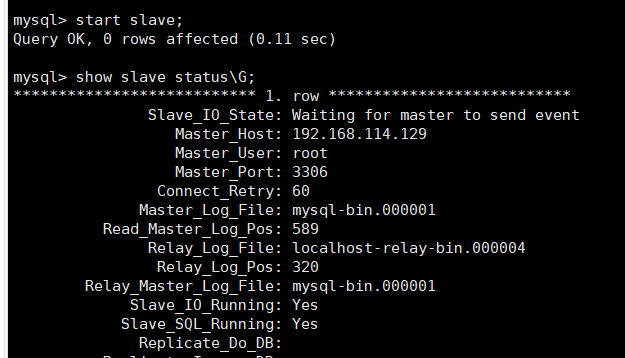 mysql> start slave;
Query OK, 0 rows affected (0.11 sec)
mysql> show slave status\G;
*************************** 1. row ***************************
Slave_IO_State: Waiting for master to send event
Master_Host: 192.168.114.129
Master_User: root
Master_Port: 3306
Connect_Retry: 60
Master_Log_File: mysql-bin.000001
Read_Master_Log_Pos: 589
Relay_Log_File: localhost-relay-bin.000004
Relay_Log_Pos: 320
Relay_Master_Log_File: mysql-bin.000001
Slave_IO_Running: Yes
Slave_SQL_Running: Yes
Replicate_Do_DB: